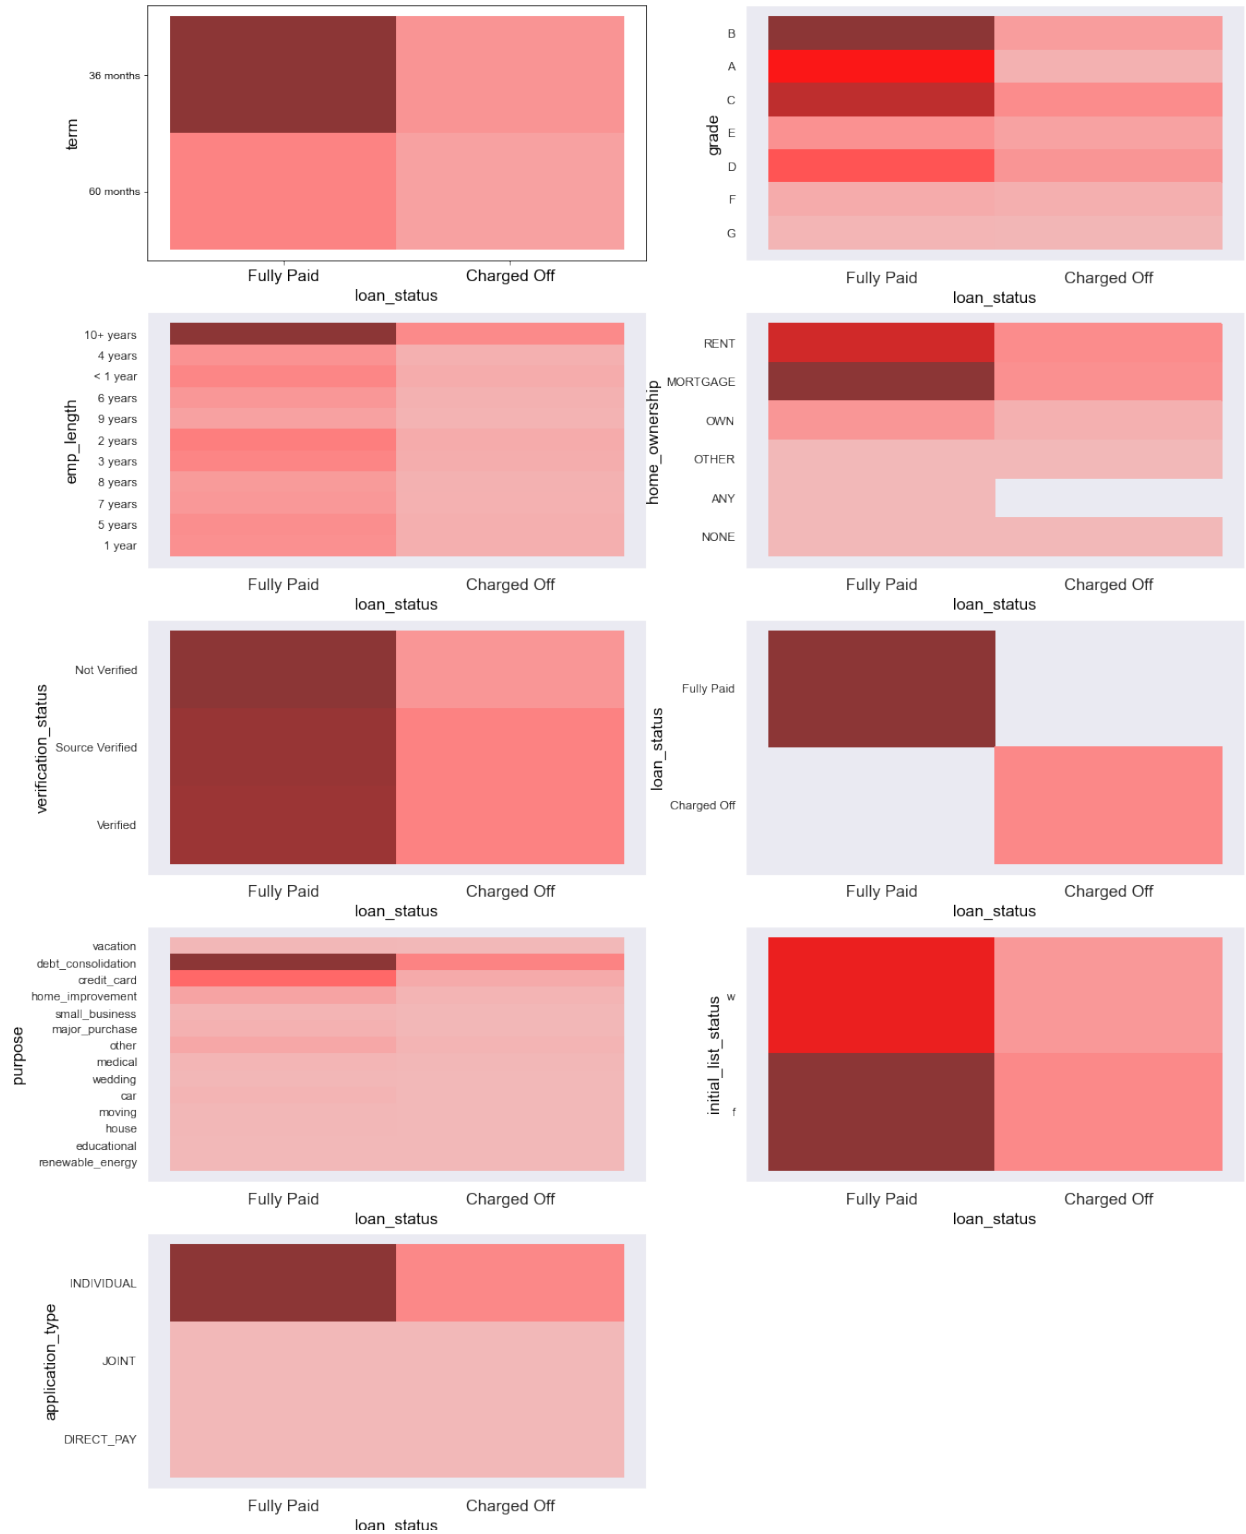 term
36 months
60 months
Fully Paid
Charged Off
loan_status
grade
B
A
C
E
D
F
G
Fully Paid
Charged Off
loan_status
emp_length
10+ years
4 years
< 1 year
6 years
9 years
2 years
3 years
8 years
7 years
5 years
1 year
Fully Paid
Charged Off
loan_status
home_ownership
RENT
MORTGAGE
OWN
OTHER
ANY
NONE
Fully Paid
Charged Off
loan_status
verification_status
Not Verified
Source Verified
Verified
Fully Paid
Charged Off
loan_status
loan_status
Fully Paid
Charged Off
Fully Paid
Charged Off
loan_status
purpose
vacation
debt_consolidation
credit_card
home_improvement
small_business
major_purchase
other
medical
wedding
car
moving
house
educational
renewable_energy
Fully Paid
Charged Off
loan_status
initial_list_status
w
f
Fully Paid
Charged Off
loan_status
application_type
INDIVIDUAL
JOINT
DIRECT_PAY
Fully Paid
Charged Off
loan_status